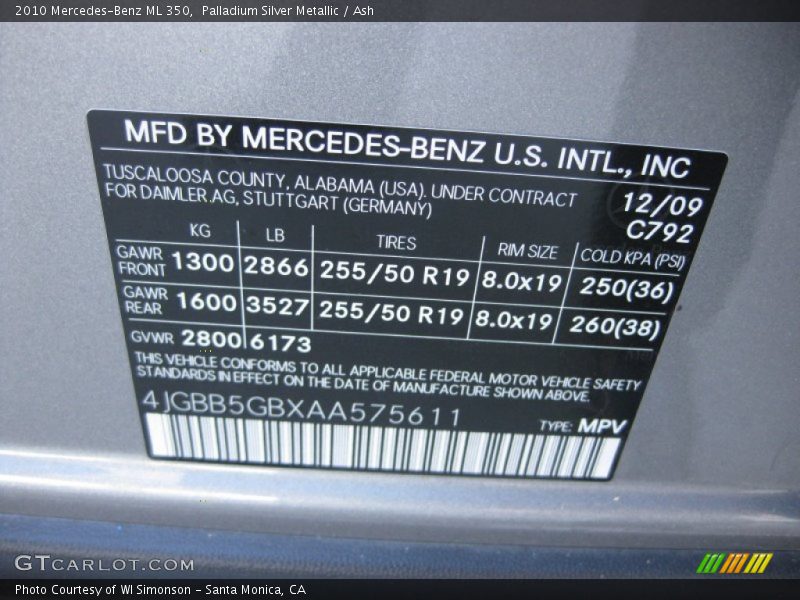 2010 Mercedes-Benz ML 350, Palladium Silver Metallic / Ash
MFD BY MERCEDES-BENZ U.S. INTL., INC
TUSCALOOSA COUNTY, ALABAMA (USA), UNDER CONTRACT
FOR DAIMLER AG, STUTTGART (GERMANY)
12/09
C792
KG LB TIRES RIM SIZE COLD KPA (PSI)
GAWR FRONT 1300 2866 255/50 R19 8.0x19 250(36)
GAWR REAR 1600 3527 255/50 R19 8.0x19 260(38)
GVWR 2800 6173
THIS VEHICLE CONFORMS TO ALL APPLICABLE FEDERAL MOTOR VEHICLE SAFETY
STANDARDS IN EFFECT ON THE DATE OF MANUFACTURE SHOWN ABOVE.
4JGBB5GBXAA575611
TYPE: MPV
GTCARLOT.COM
Photo Courtesy of WI Simonson - Santa Monica, CA